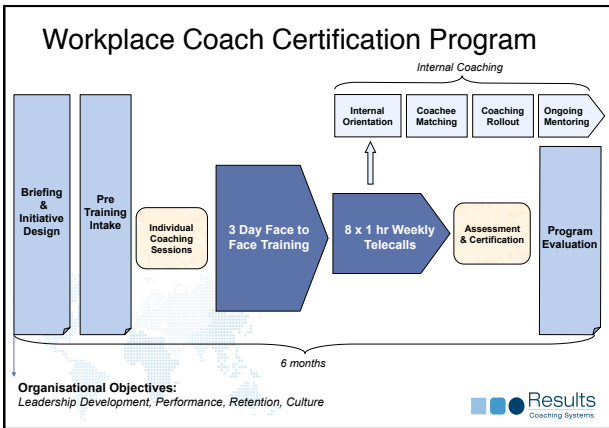 Workplace Coach Certification Program
Internal Coaching
Internal
Orientation
Coachee
Matching
Coaching
Rollout
Ongoing
Mentoring
Briefing
&
Initiative
Design
Pre
Training
Intake
Individual
Coaching
Sessions
3 Day Face to
Face Training
8 x 1 hr Weekly
Telecalls
Assessment
& Certification
Program
Evaluation
6 months
Organisational Objectives:
Leadership Development, Performance, Retention, Culture
Results
Coaching Systems